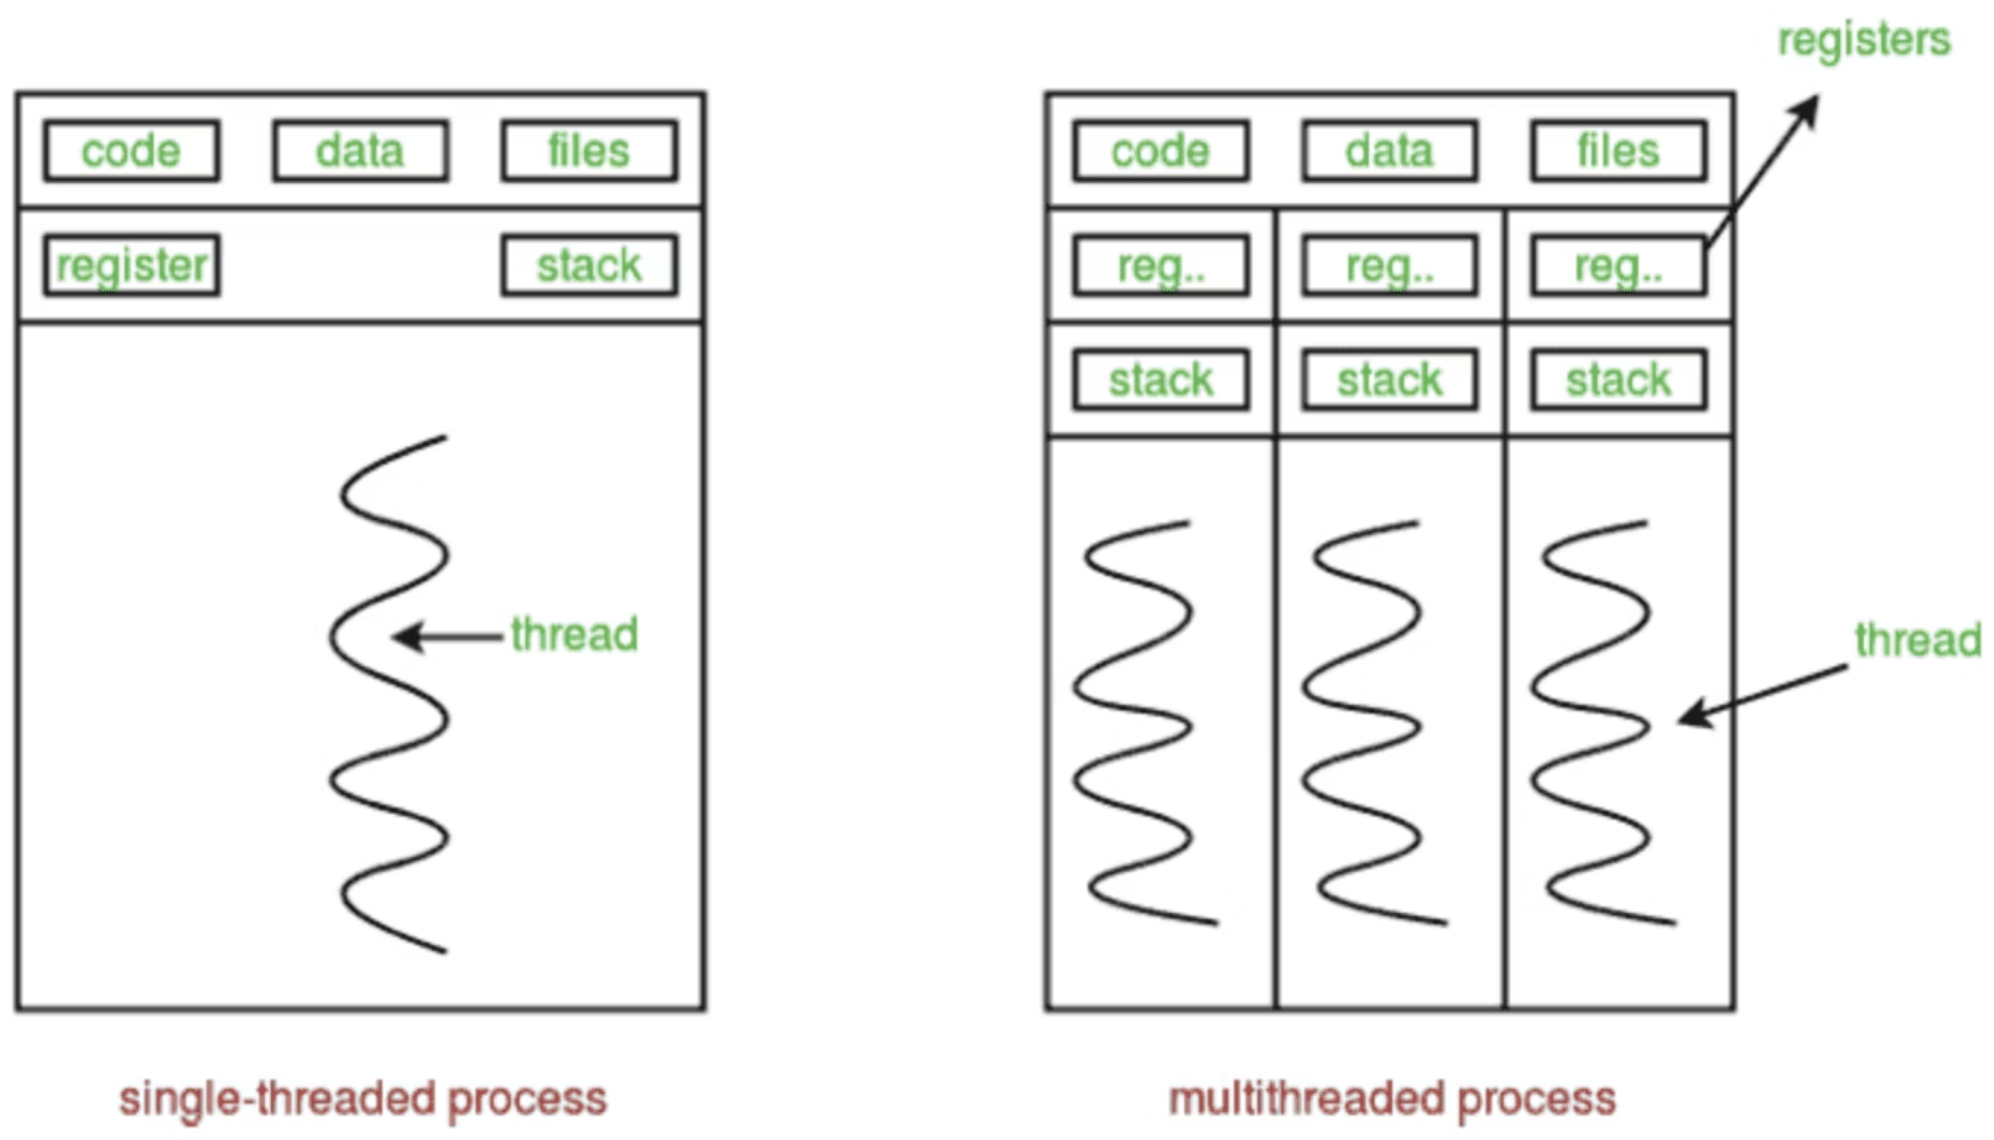 code data files
register stack
thread
single-threaded process
registers
code data files
reg.. reg.. reg..
stack stack stack
thread
multithreaded process